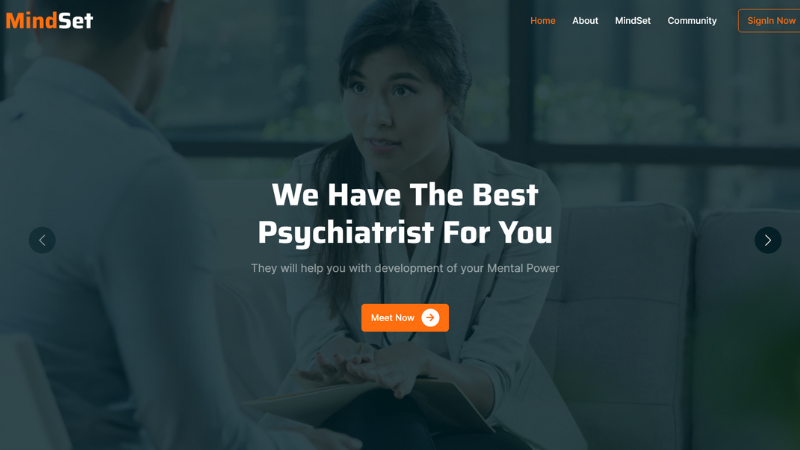 MindSet
Home About MindSet Community SignIn Now
We Have The Best
Psychiatrist For You
They will help you with development of your Mental Power
Meet Now